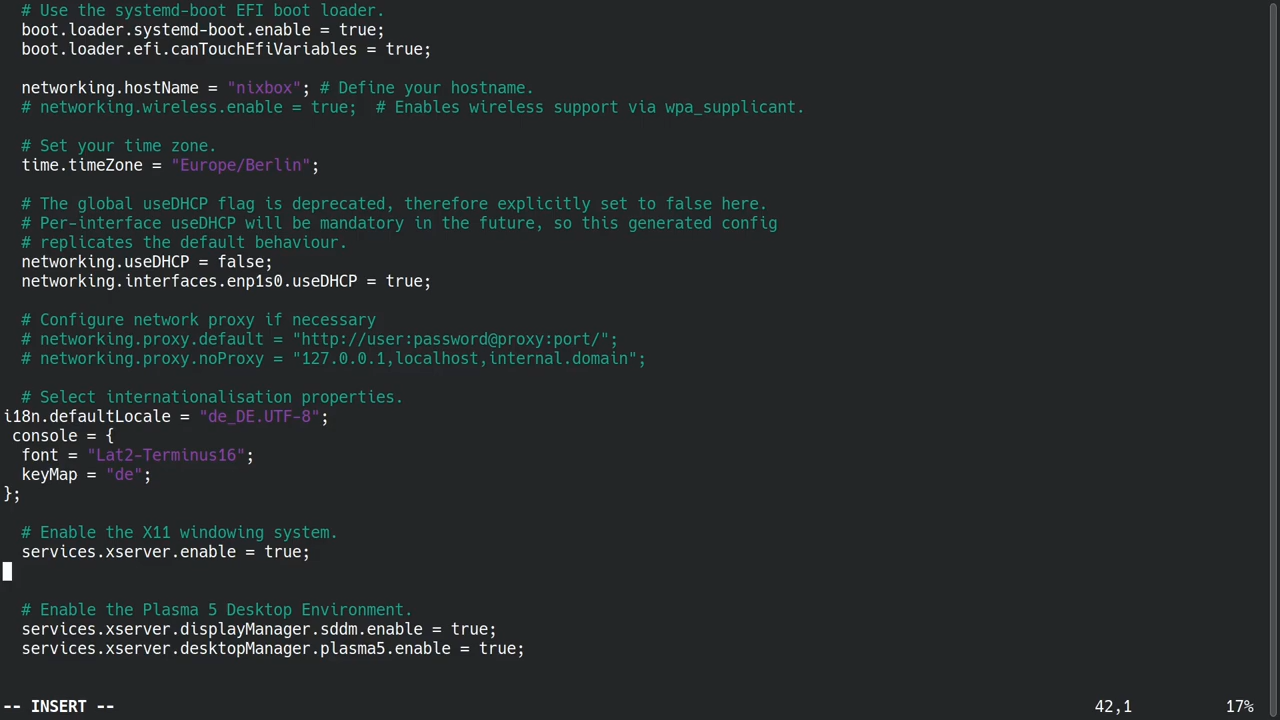 # Use the systemd-boot EFI boot loader.
boot.loader.systemd-boot.enable = true;
boot.loader.efi.canTouchEfiVariables = true;
networking.hostName = "nixbox"; # Define your hostname.
# networking.wireless.enable = true;  # Enables wireless support via wpa_supplicant.
# Set your time zone.
time.timeZone = "Europe/Berlin";
# The global useDHCP flag is deprecated, therefore explicitly set to false here.
# Per-interface useDHCP will be mandatory in the future, so this generated config
# replicates the default behaviour.
networking.useDHCP = false;
networking.interfaces.enp1s0.useDHCP = true;
# Configure network proxy if necessary
# networking.proxy.default = "http://user:password@proxy:port/";
# networking.proxy.noProxy = "127.0.0.1,localhost,internal.domain";
# Select internationalisation properties.
i18n.defaultLocale = "de_DE.UTF-8";
console = {
font = "Lat2-Terminus16";
keyMap = "de";
};
# Enable the X11 windowing system.
services.xserver.enable = true;
# Enable the Plasma 5 Desktop Environment.
services.xserver.displayManager.sddm.enable = true;
services.xserver.desktopManager.plasma5.enable = true;
-- INSERT -- 42,1 17%